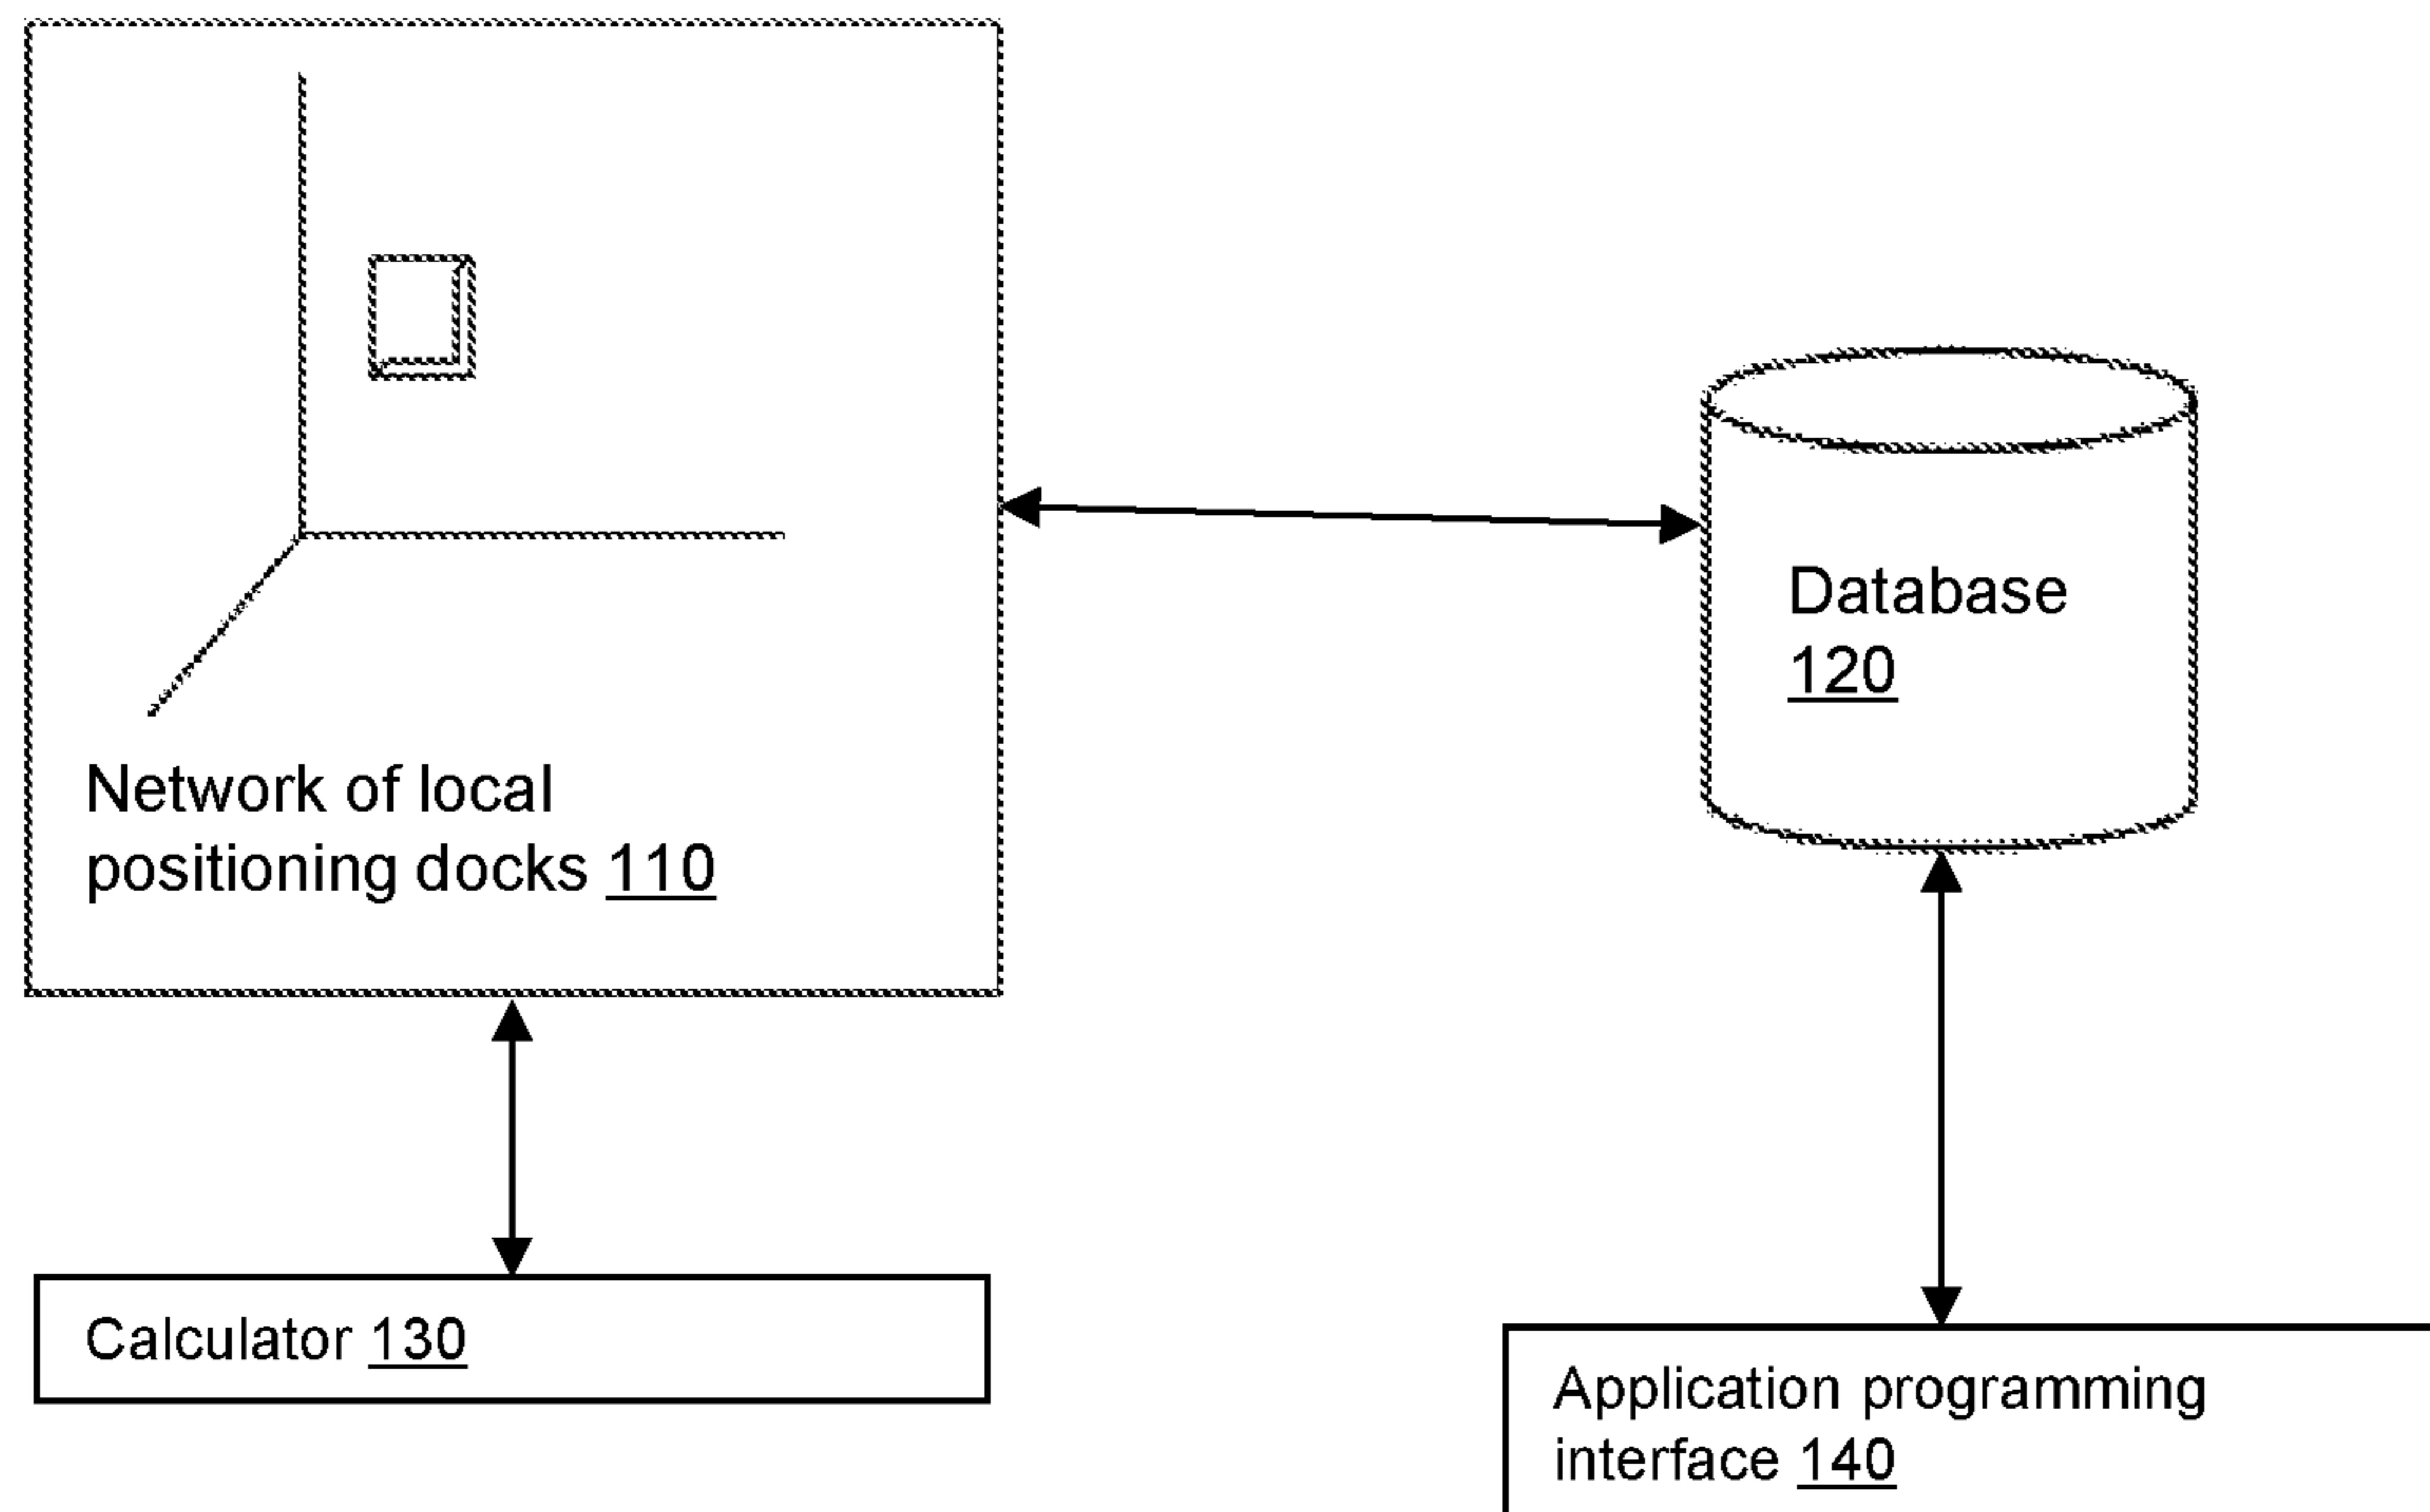 Network of local
positioning docks 110
Database
120
Calculator 130
Application programming
interface 140